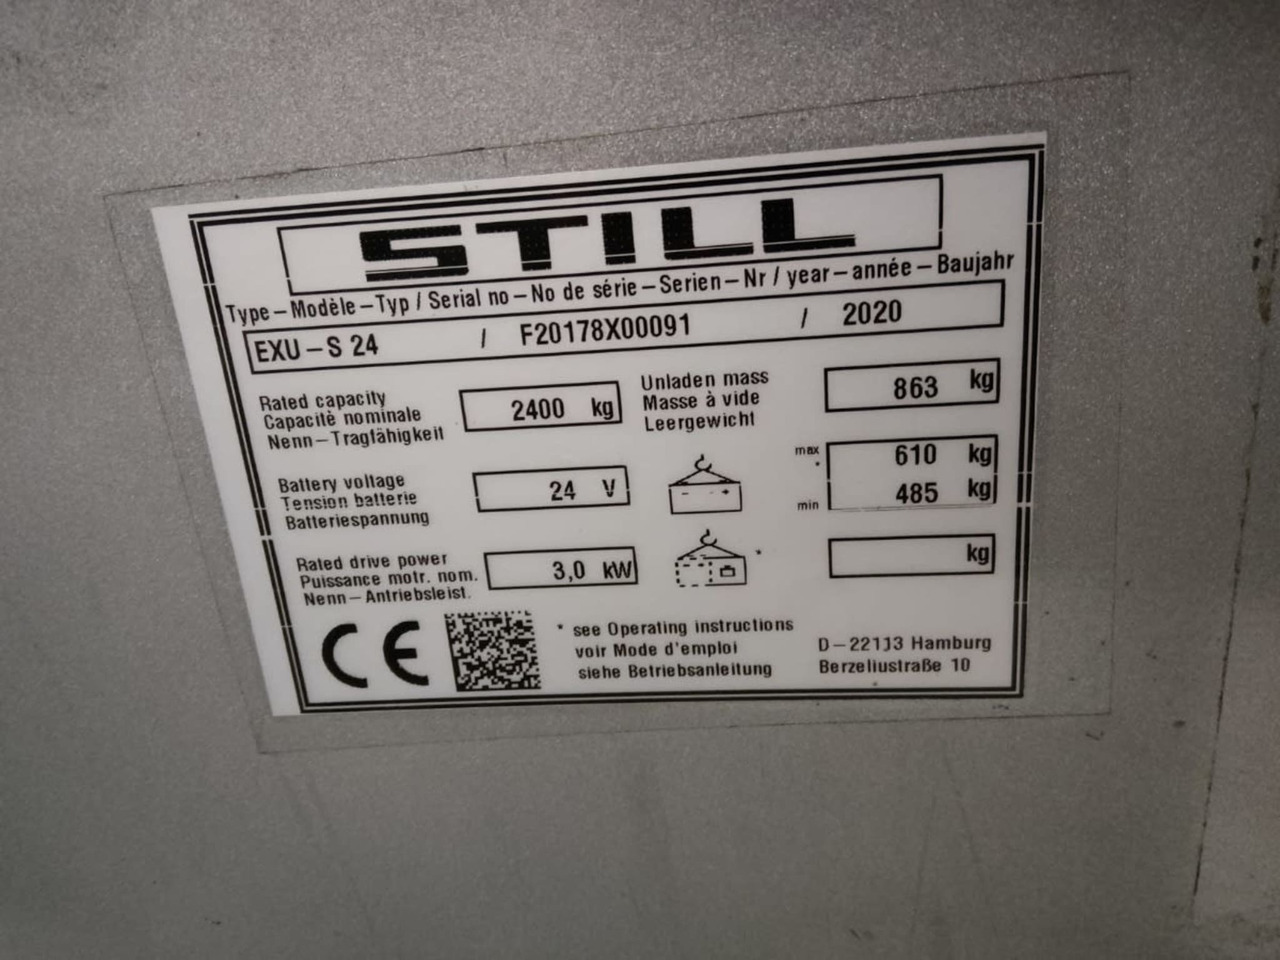 STILL
Type – Modèle – Typ / Serial no – No de série – Serien – Nr / year – année – Baujahr
EXU – S 24 / F20178X00091 / 2020
Rated capacity
Capacitè nominale
Nenn – Tragfähigkeit
2400 kg
Unladen mass
Masse à vide
Leergewicht
863 kg
Battery voltage
Tension batterie
Batteriespannung
24 V
- +
max * 610 kg
min 485 kg
Rated drive power
Puissance motr. nom.
Nenn – Antriebsleist.
3,0 kW
* kg
CE
* see Operating instructions
voir Mode d'emploi
siehe Betriebsanleitung
D – 22113 Hamburg
Berzeliustraße 10